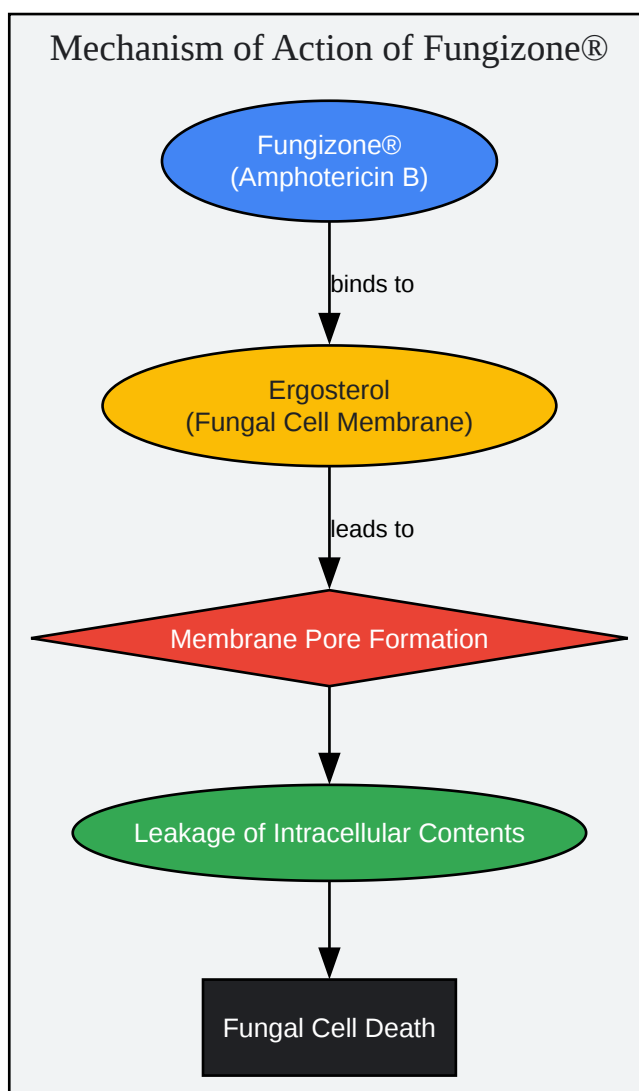 Mechanism of Action of Fungizone®
Fungizone®
(Amphotericin B)
binds to
Ergosterol
(Fungal Cell Membrane)
leads to
Membrane Pore Formation
Leakage of Intracellular Contents
Fungal Cell Death